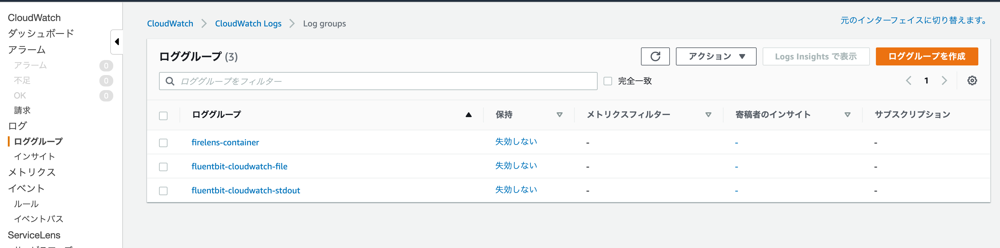 CloudWatch
ダッシュボード
アラーム
アラーム 0
不足 0
OK 0
請求
ログ
ロググループ
インサイト
メトリクス
イベント
ルール
イベントバス
ServiceLens
サービスマップ
CloudWatch CloudWatch Logs Log groups
元のインターフェイスに切り替えます。
ロググループ (3)
アクション
Logs Insights で表示
ロググループを作成
ロググループをフィルター
完全一致
1
ロググループ 保持 メトリクスフィルター 寄稿者のインサイト サブスクリプション
firelens-container 失効しない - - -
fluentbit-cloudwatch-file 失効しない - - -
fluentbit-cloudwatch-stdout 失効しない - - -